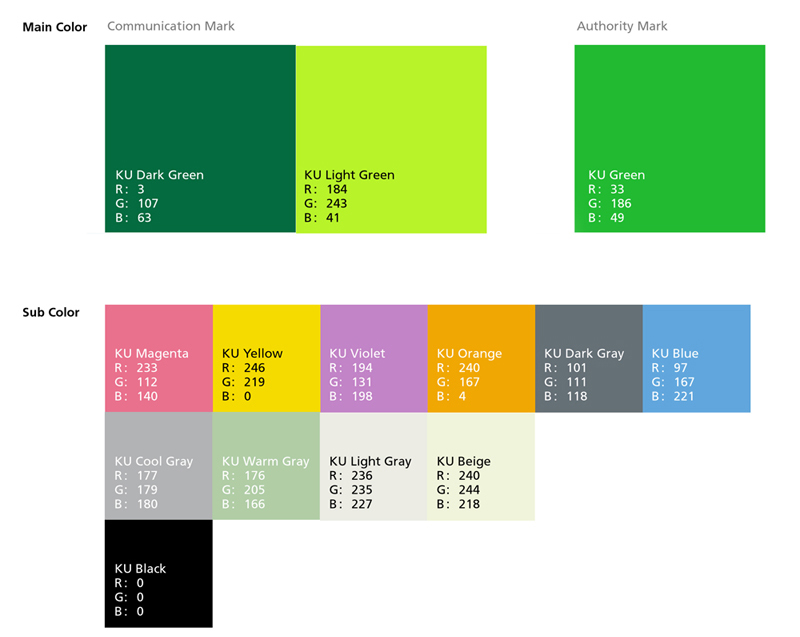 Main Color
Communication Mark
Authority Mark
KU Dark Green
R: 3
G: 107
B: 63
KU Light Green
R: 184
G: 243
B: 41
KU Green
R: 33
G: 186
B: 49
Sub Color
KU Magenta
R: 233
G: 112
B: 140
KU Yellow
R: 246
G: 219
B: 0
KU Violet
R: 194
G: 131
B: 198
KU Orange
R: 240
G: 167
B: 4
KU Dark Gray
R: 101
G: 111
B: 118
KU Blue
R: 97
G: 167
B: 221
KU Cool Gray
R: 177
G: 179
B: 180
KU Warm Gray
R: 176
G: 205
B: 166
KU Light Gray
R: 236
G: 235
B: 227
KU Beige
R: 240
G: 244
B: 218
KU Black
R: 0
G: 0
B: 0